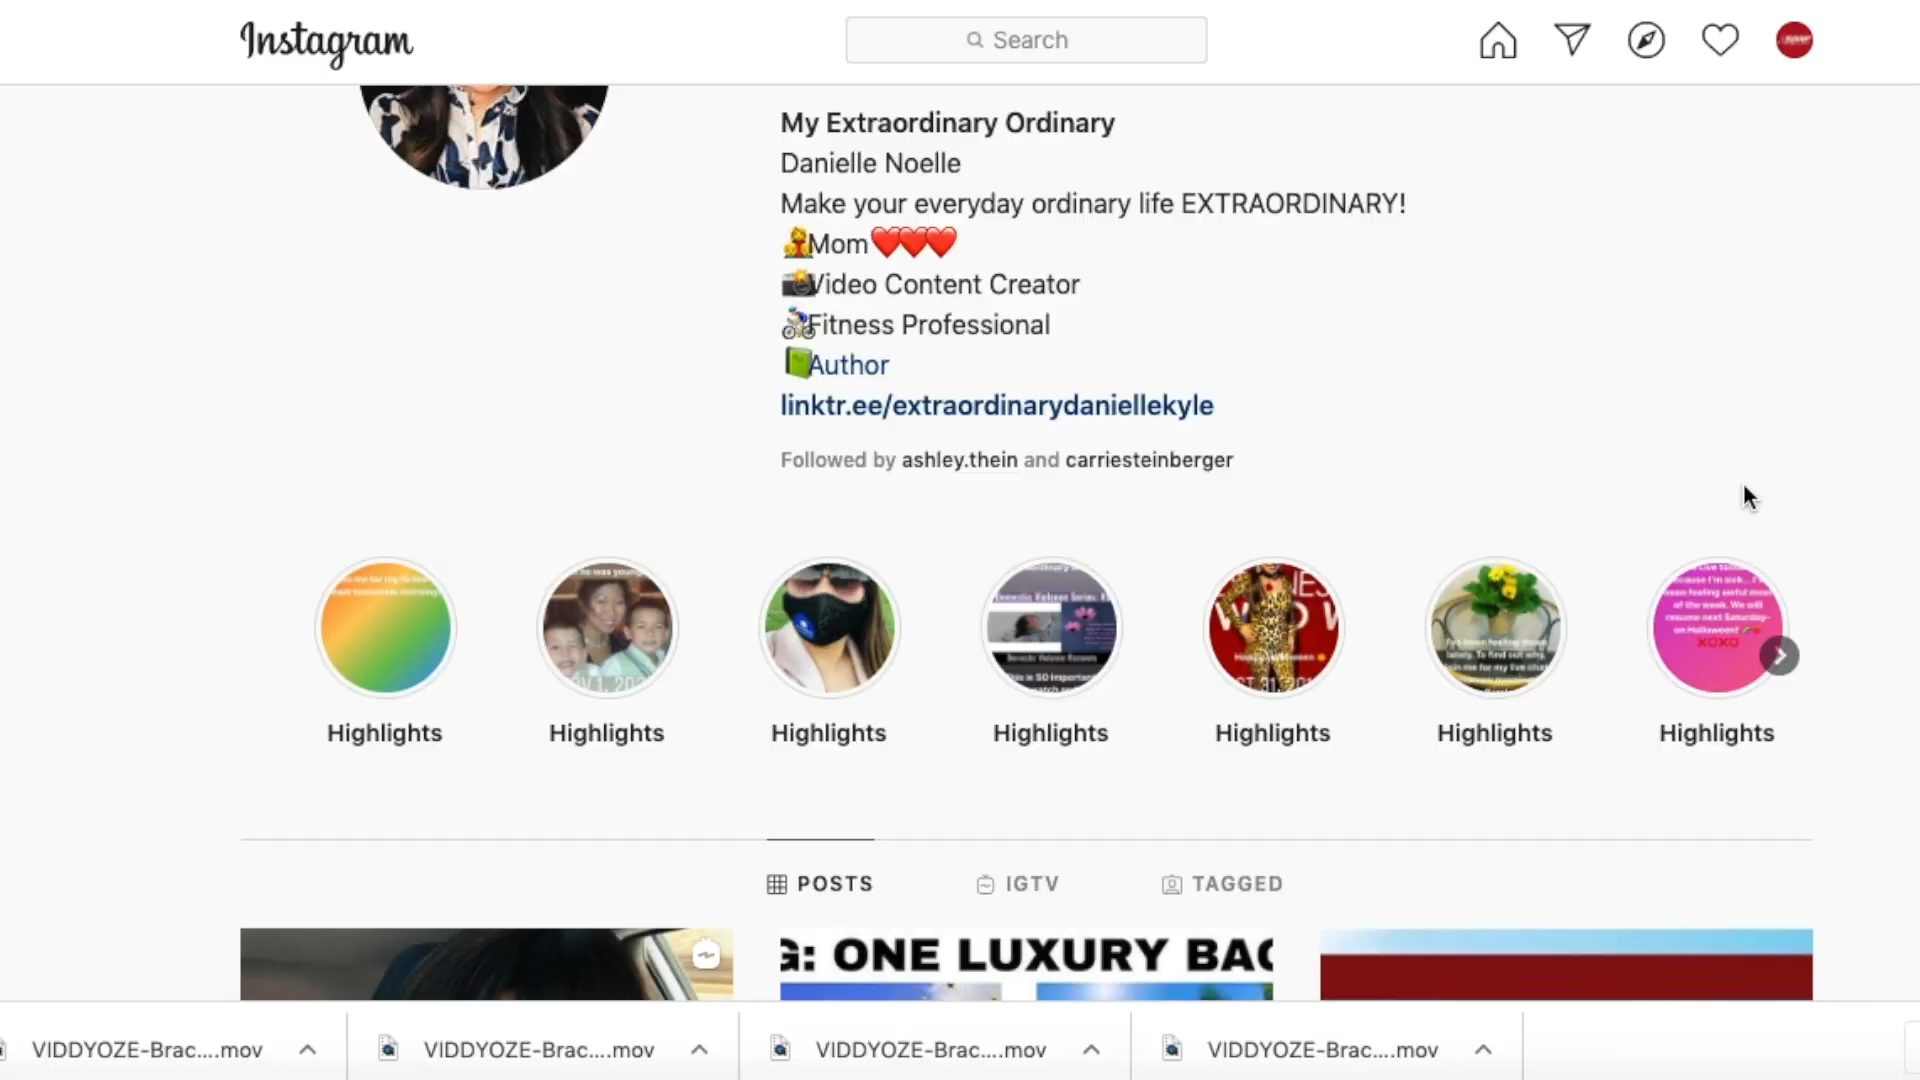 Instagram
Search
My Extraordinary Ordinary
Danielle Noelle
Make your everyday ordinary life EXTRAORDINARY!
Mom
Video Content Creator
Fitness Professional
Author
linktr.ee/extraordinarydaniellekyle
Followed by ashley.thein and carriesteinberger
Highlights
Highlights
Highlights
Highlights
Highlights
Highlights
Highlights
POSTS
IGTV
TAGGED
: ONE LUXURY BAG
VIDDYOZE-Brac....mov
VIDDYOZE-Brac....mov
VIDDYOZE-Brac....mov
VIDDYOZE-Brac....mov